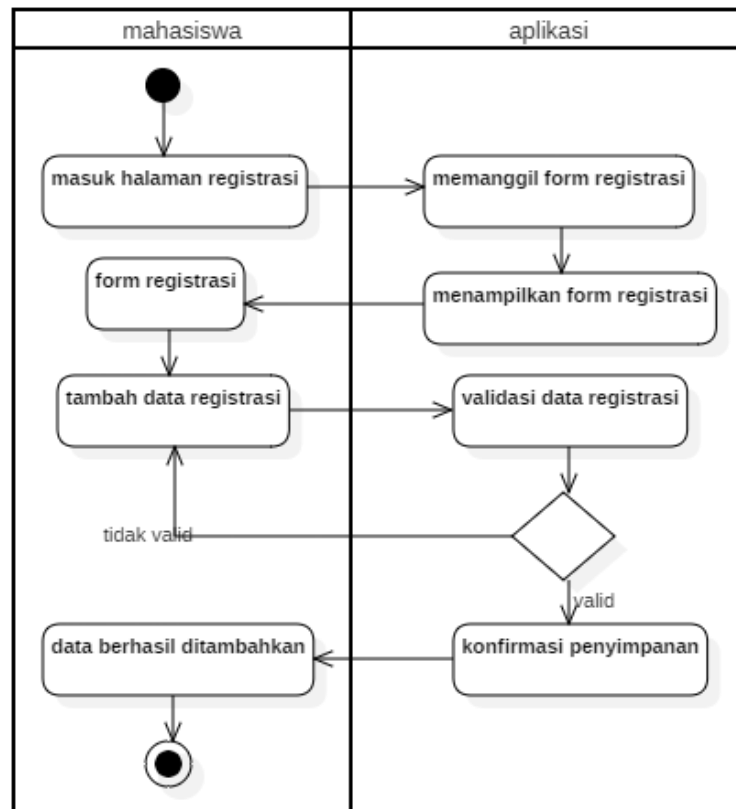 mahasiswa
aplikasi
masuk halaman registrasi
memanggil form registrasi
form registrasi
menampilkan form registrasi
tambah data registrasi
validasi data registrasi
tidak valid
valid
data berhasil ditambahkan
konfirmasi penyimpanan